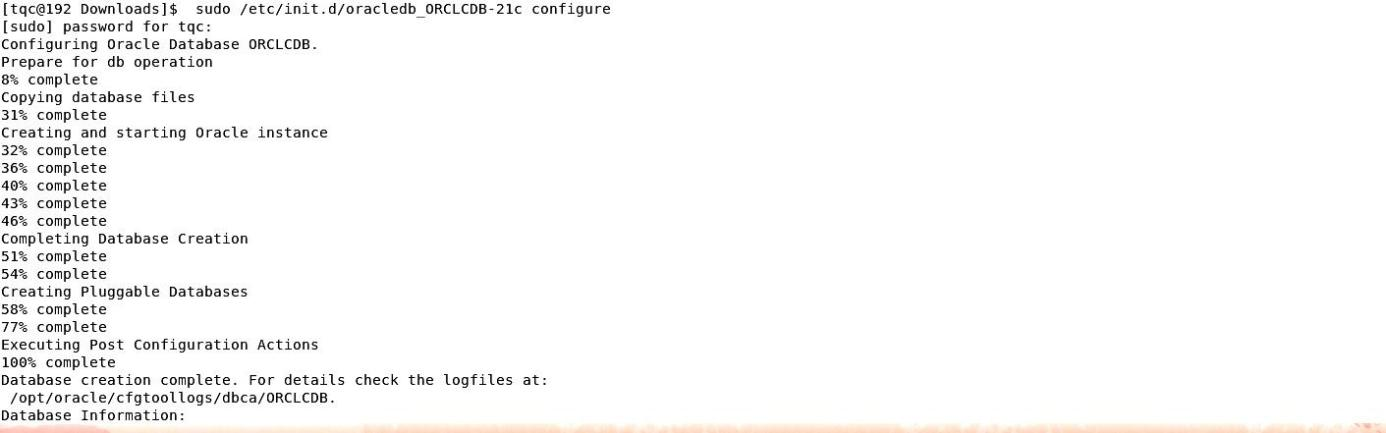 [tqc@192 Downloads]$  sudo /etc/init.d/oracledb_ORCLCDB-21c configure
[sudo] password for tqc:
Configuring Oracle Database ORCLCDB.
Prepare for db operation
8% complete
Copying database files
31% complete
Creating and starting Oracle instance
32% complete
36% complete
40% complete
43% complete
46% complete
Completing Database Creation
51% complete
54% complete
Creating Pluggable Databases
58% complete
77% complete
Executing Post Configuration Actions
100% complete
Database creation complete. For details check the logfiles at:
 /opt/oracle/cfgtoollogs/dbca/ORCLCDB.
Database Information: